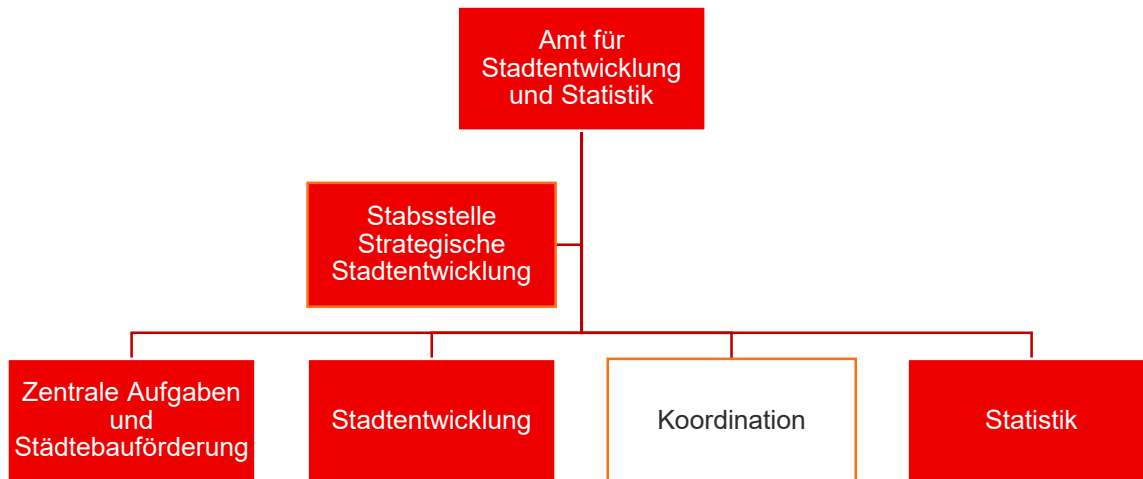 Amt für
Stadtentwicklung
und Statistik
Stabsstelle
Strategische
Stadtentwicklung
Zentrale Aufgaben
und
Städtebauförderung
Stadtentwicklung
Koordination
Statistik